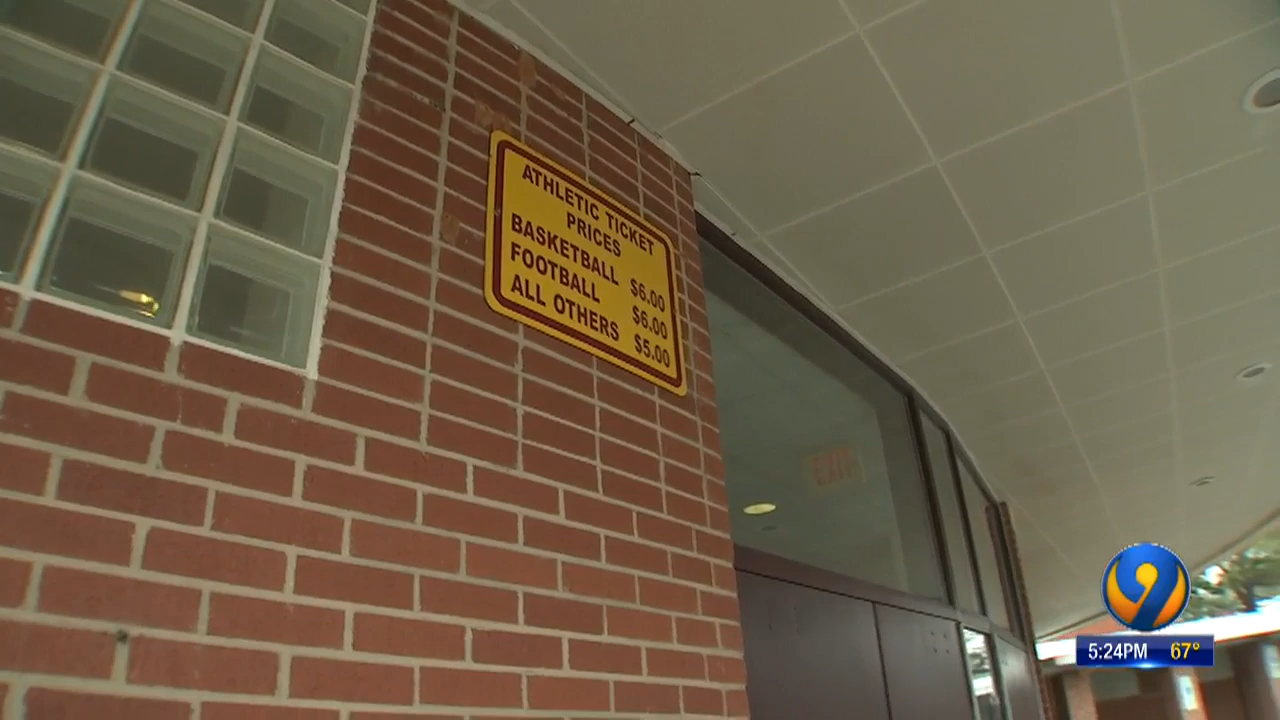 ATHLETIC TICKET
PRICES
BASKETBALL $6.00
FOOTBALL $6.00
ALL OTHERS $5.00
EXIT
9
5:24PM 67°